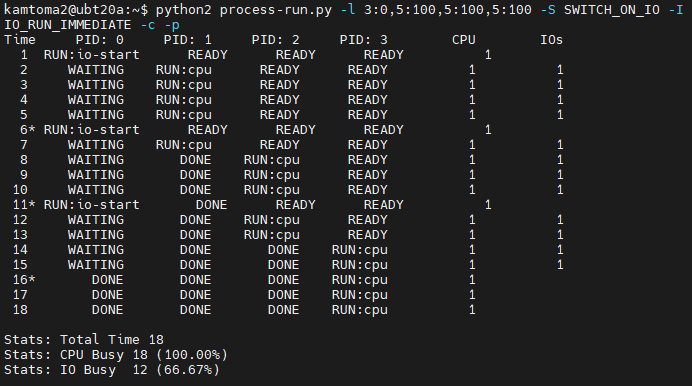 kamtoma2@ubt20a:~$ python2 process-run.py -l 3:0,5:100,5:100,5:100 -S SWITCH_ON_IO -I
IO_RUN_IMMEDIATE -c -p
Time PID: 0 PID: 1 PID: 2 PID: 3 CPU IOs
1 RUN:io-start READY READY READY 1
2 WAITING RUN:cpu READY READY 1 1
3 WAITING RUN:cpu READY READY 1 1
4 WAITING RUN:cpu READY READY 1 1
5 WAITING RUN:cpu READY READY 1 1
6* RUN:io-start READY READY READY 1
7 WAITING RUN:cpu READY READY 1 1
8 WAITING DONE RUN:cpu READY 1 1
9 WAITING DONE RUN:cpu READY 1 1
10 WAITING DONE RUN:cpu READY 1 1
11* RUN:io-start DONE READY READY 1
12 WAITING DONE RUN:cpu READY 1 1
13 WAITING DONE RUN:cpu READY 1 1
14 WAITING DONE DONE RUN:cpu 1 1
15 WAITING DONE DONE RUN:cpu 1 1
16* DONE DONE DONE RUN:cpu 1
17 DONE DONE DONE RUN:cpu 1
18 DONE DONE DONE RUN:cpu 1
Stats: Total Time 18
Stats: CPU Busy 18 (100.00%)
Stats: IO Busy 12 (66.67%)